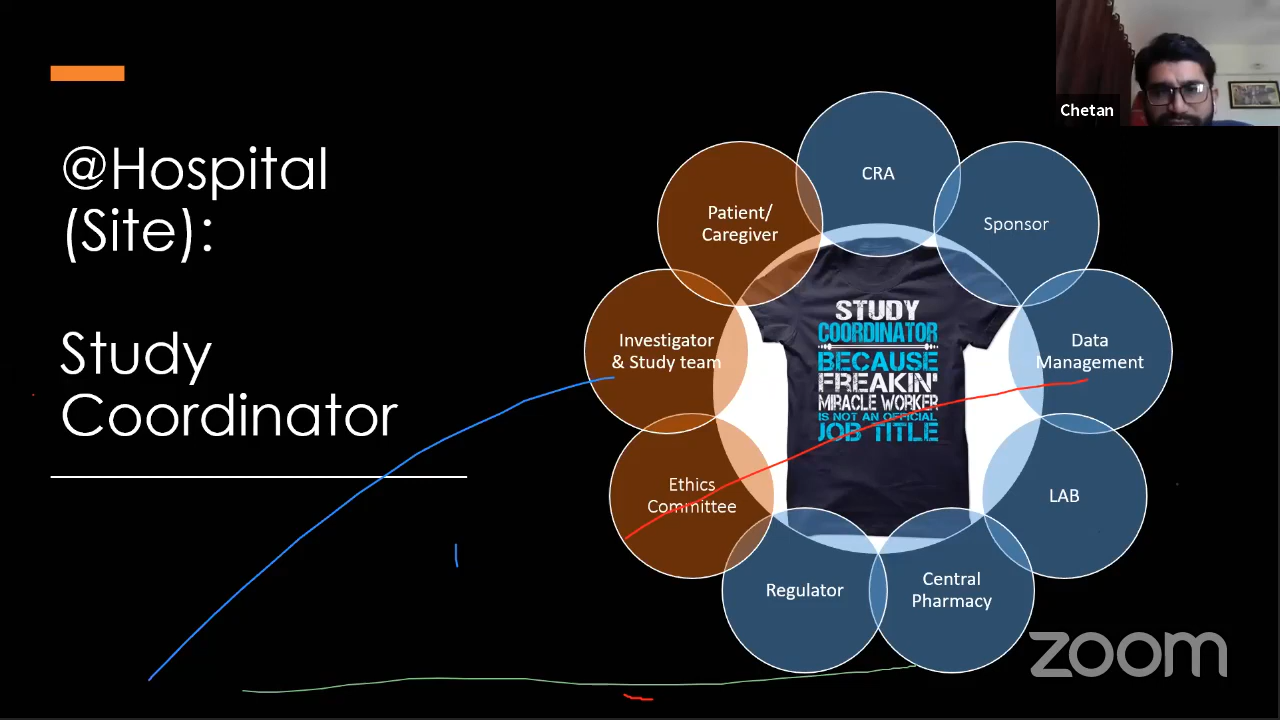 @Hospital
(Site):
Study
Coordinator
CRA
Sponsor
Data
Management
LAB
Central
Pharmacy
Regulator
Ethics
Committee
Investigator
& Study team
Patient/
Caregiver
STUDY
COORDINATOR
BECAUSE
FREAKIN'
MIRACLE WORKER
IS NOT AN OFFICIAL
JOB TITLE
Chetan
zoom